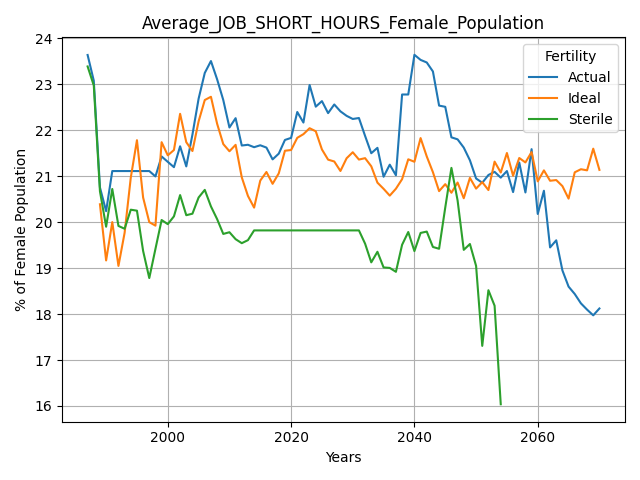 Average_JOB_SHORT_HOURS_Female_Population
% of Female Population
24
23
22
21
20
19
18
17
16
Fertility
Actual
Ideal
Sterile
2000
2020
2040
2060
Years